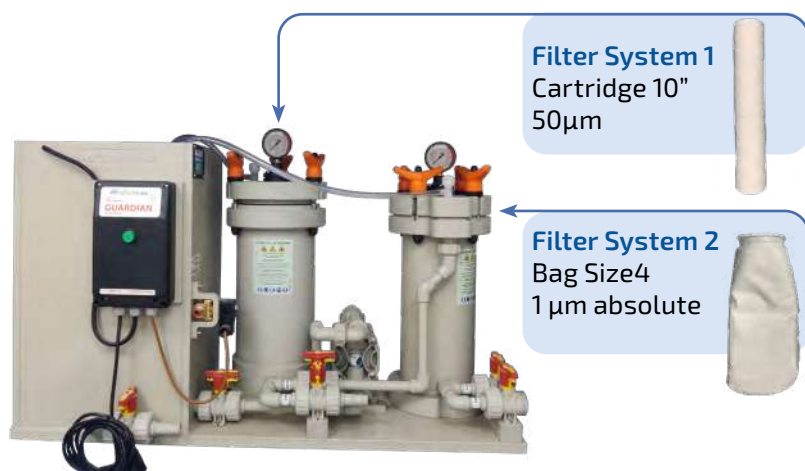 Filter System 1
Cartridge 10”
50µm
GUARDIAN
Filter System 2
Bag Size4
1 µm absolute